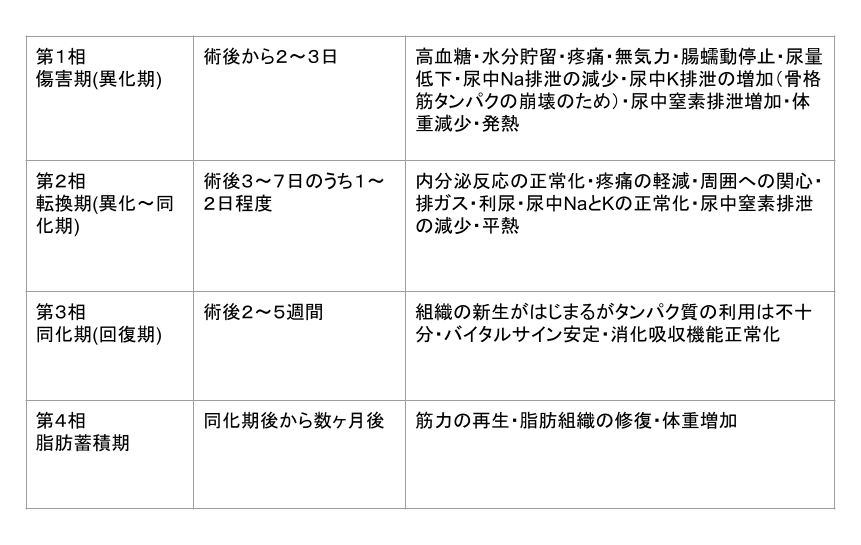 第１相
傷害期(異化期)
術後から２～３日
高血糖・水分貯留・疼痛・無気力・腸蠕動停止・尿量
低下・尿中Na排泄の減少・尿中K排泄の増加（骨格
筋タンパクの崩壊のため）・尿中窒素排泄増加・体
重減少・発熱
第２相
転換期(異化～同
化期)
術後３～７日のうち１～
２日程度
内分泌反応の正常化・疼痛の軽減・周囲への関心・
排ガス・利尿・尿中NaとKの正常化・尿中窒素排泄
の減少・平熱
第３相
同化期(回復期)
術後２～５週間
組織の新生がはじまるがタンパク質の利用は不十
分・バイタルサイン安定・消化吸収機能正常化
第４相
脂肪蓄積期
同化期後から数ヶ月後
筋力の再生・脂肪組織の修復・体重増加